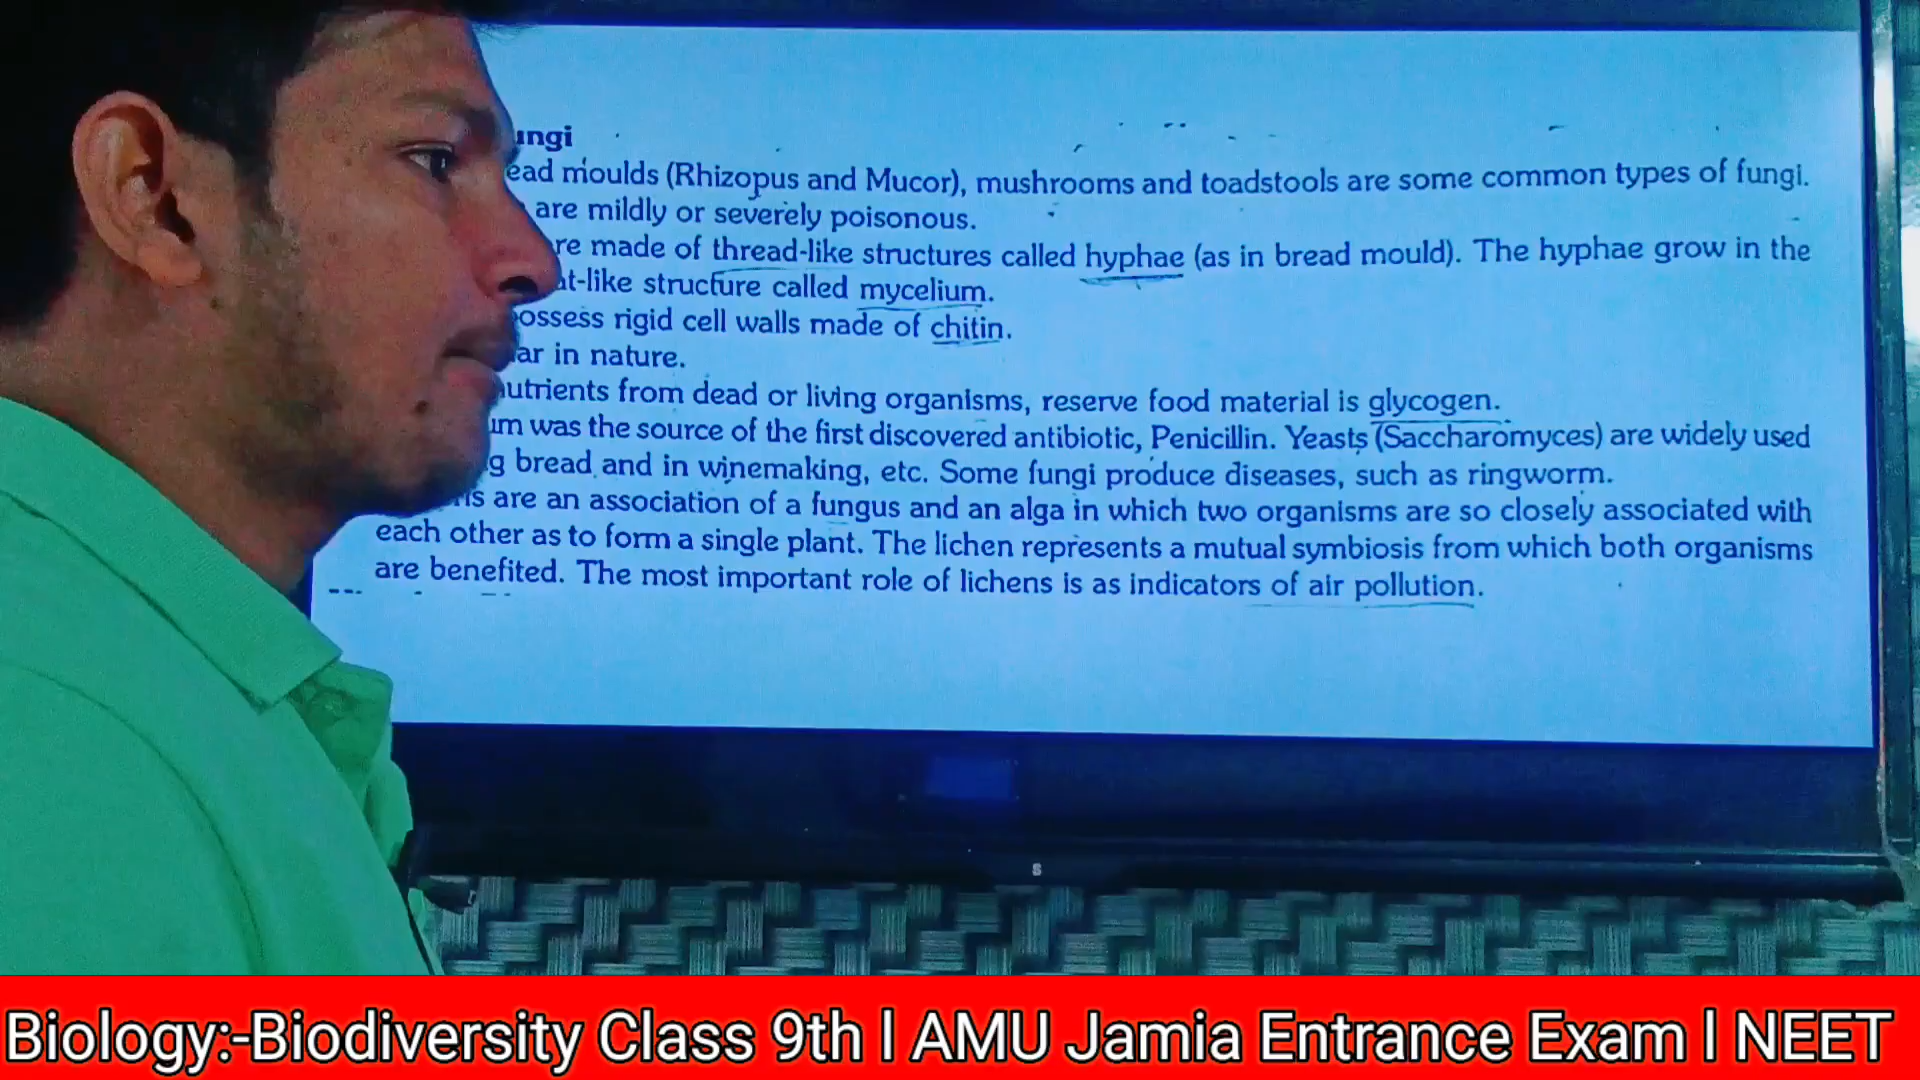 ungi
ead moulds (Rhizopus and Mucor), mushrooms and toadstools are some common types of fungi.
are mildly or severely poisonous.
re made of thread-like structures called hyphae (as in bread mould). The hyphae grow in the
at-like structure called mycelium.
ossess rigid cell walls made of chitin.
ar in nature.
utrients from dead or living organisms, reserve food material is glycogen.
um was the source of the first discovered antibiotic, Penicillin. Yeasts (Saccharomyces) are widely used
g bread and in winemaking, etc. Some fungi produce diseases, such as ringworm.
ns are an association of a fungus and an alga in which two organisms are so closely associated with
each other as to form a single plant. The lichen represents a mutual symbiosis from which both organisms
are benefited. The most important role of lichens is as indicators of air pollution.
Biology:-Biodiversity Class 9th l AMU Jamia Entrance Exam l NEET